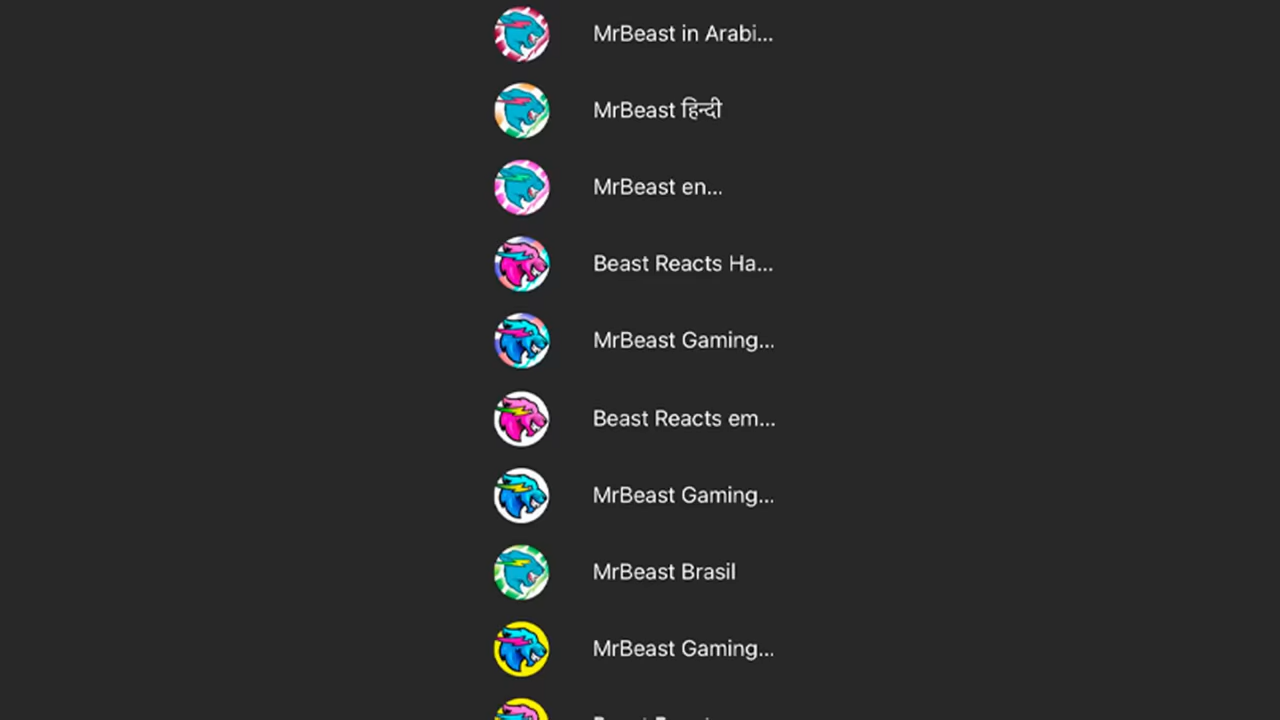 MrBeast in Arabi...
MrBeast हिन्दी
MrBeast en...
Beast Reacts Ha...
MrBeast Gaming...
Beast Reacts em...
MrBeast Gaming...
MrBeast Brasil
MrBeast Gaming...